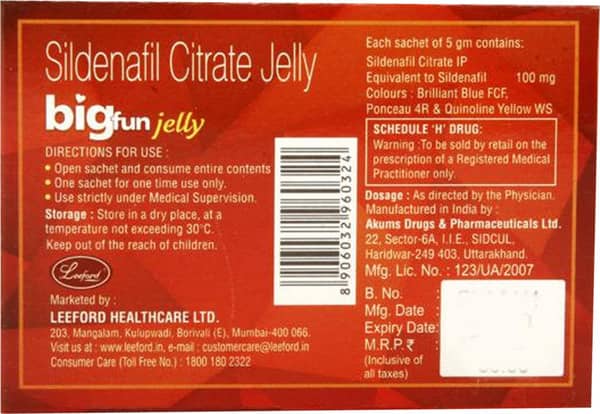 Sildenafil Citrate Jelly
bigfun jelly
DIRECTIONS FOR USE :
• Open sachet and consume entire contents
• One sachet for one time use only.
• Use strictly under Medical Supervision.
Storage : Store in a dry place, at a
temperature not exceeding 30°C.
Keep out of the reach of children.
Leeford
Marketed by :
LEEFORD HEALTHCARE LTD.
203, Mangalam, Kulupwadi, Borivali (E), Mumbai-400 066.
Visit us at : www.leeford.in, e-mail : customercare@leeford.in
Consumer Care (Toll Free No.) : 1800 180 2322
8 906032 960324
Each sachet of 5 gm contains:
Sildenafil Citrate IP
Equivalent to Sildenafil 100 mg
Colours : Brilliant Blue FCF,
Ponceau 4R & Quinoline Yellow WS
SCHEDULE 'H' DRUG:
Warning :To be sold by retail on the
prescription of a Registered Medical
Practitioner only.
Dosage : As directed by the Physician.
Manufactured in India by :
Akums Drugs & Pharmaceuticals Ltd.
22, Sector-6A, I.I.E., SIDCUL,
Haridwar-249 403, Uttarakhand.
Mfg. Lic. No. : 123/UA/2007
B. No. :
Mfg. Date :
Expiry Date:
M.R.P.₹ :
(Inclusive of
all taxes)